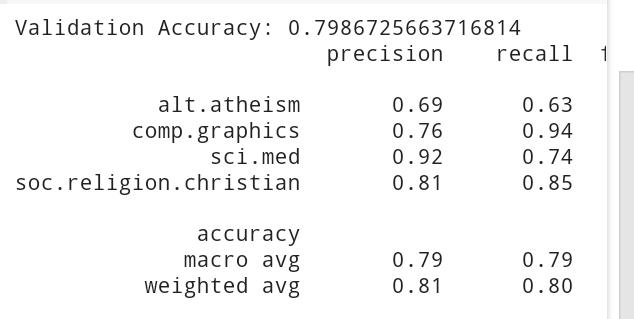 Validation Accuracy: 0.7986725663716814
precision recall
alt.atheism 0.69 0.63
comp.graphics 0.76 0.94
sci.med 0.92 0.74
soc.religion.christian 0.81 0.85
accuracy
macro avg 0.79 0.79
weighted avg 0.81 0.80